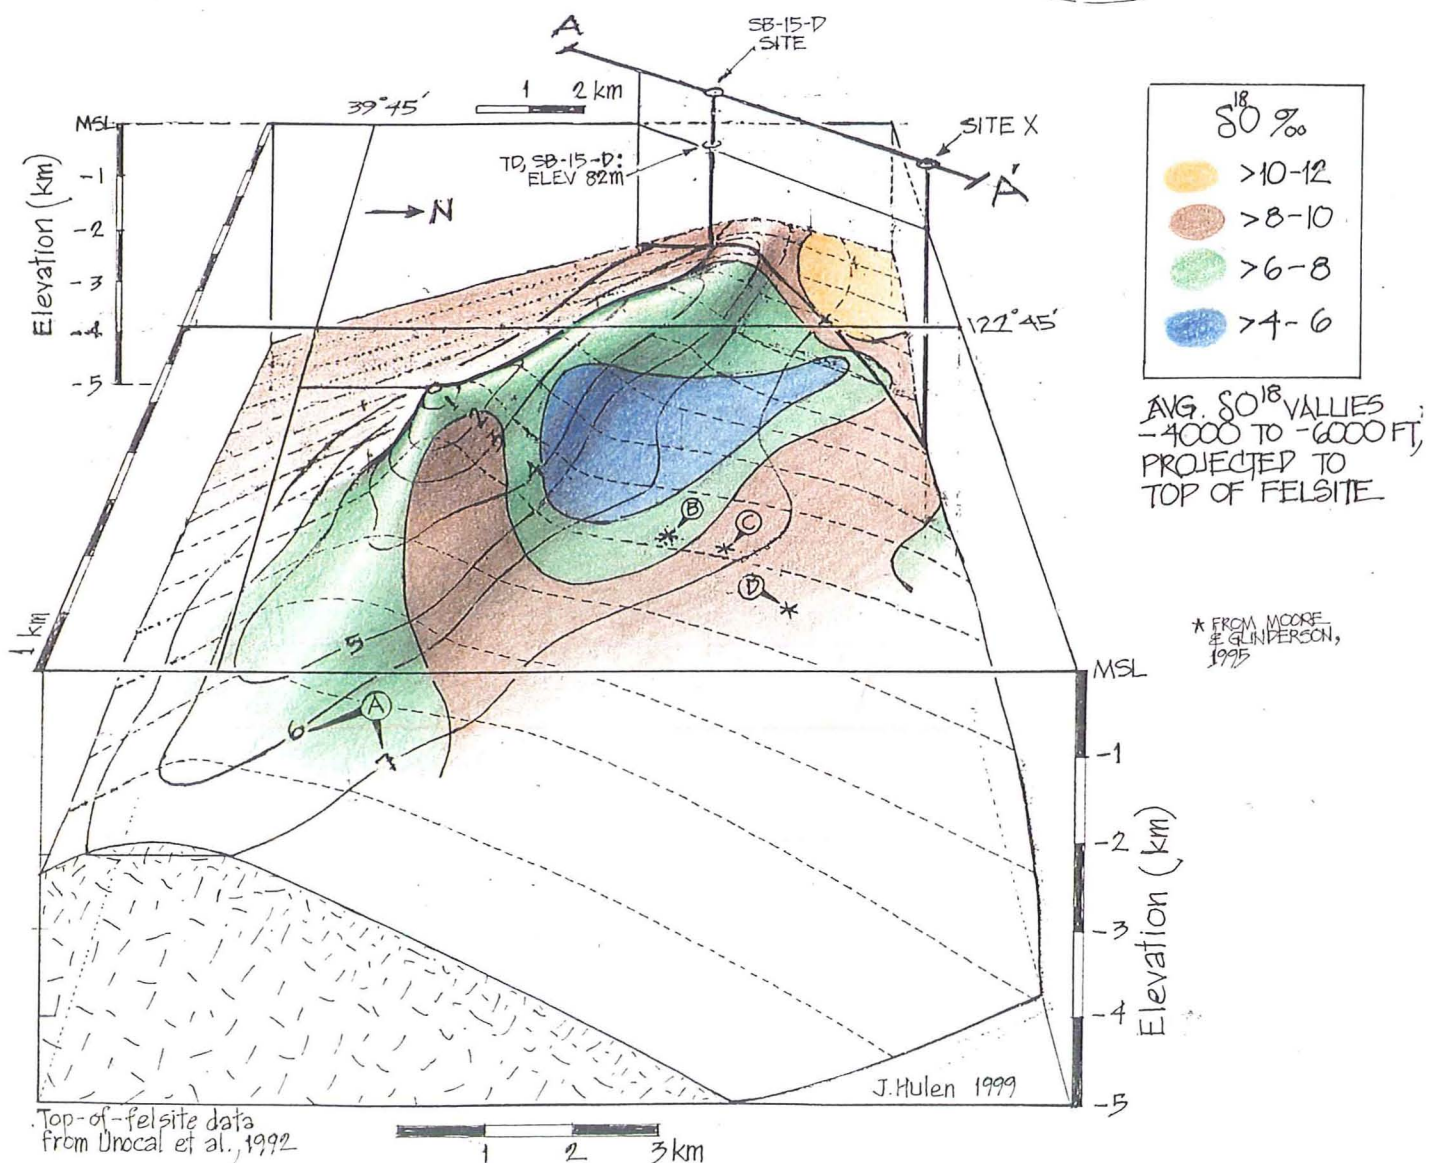 A
SB-15-D
SITE
39°45'
1 2 km
MSL
SITE X
TD, SB-15-D:
ELEV 82m
A'
N
Elevation (km)
-1
-2
-3
-4
-5
122°45'
δ18O ‰
>10-12
>8-10
>6-8
>4-6
AVG. δO18 VALUES
-4000 TO -6000 FT;
PROJECTED TO
TOP OF FELSITE
B
C
D
* FROM MOORE
& GUNDERSON,
1995
1 km
5
MSL
A
6
7
-1
-2
-3
-4
-5
Elevation (km)
J. Hulen 1999
Top-of-felsite data
from Unocal et al., 1992
1 2 3 km